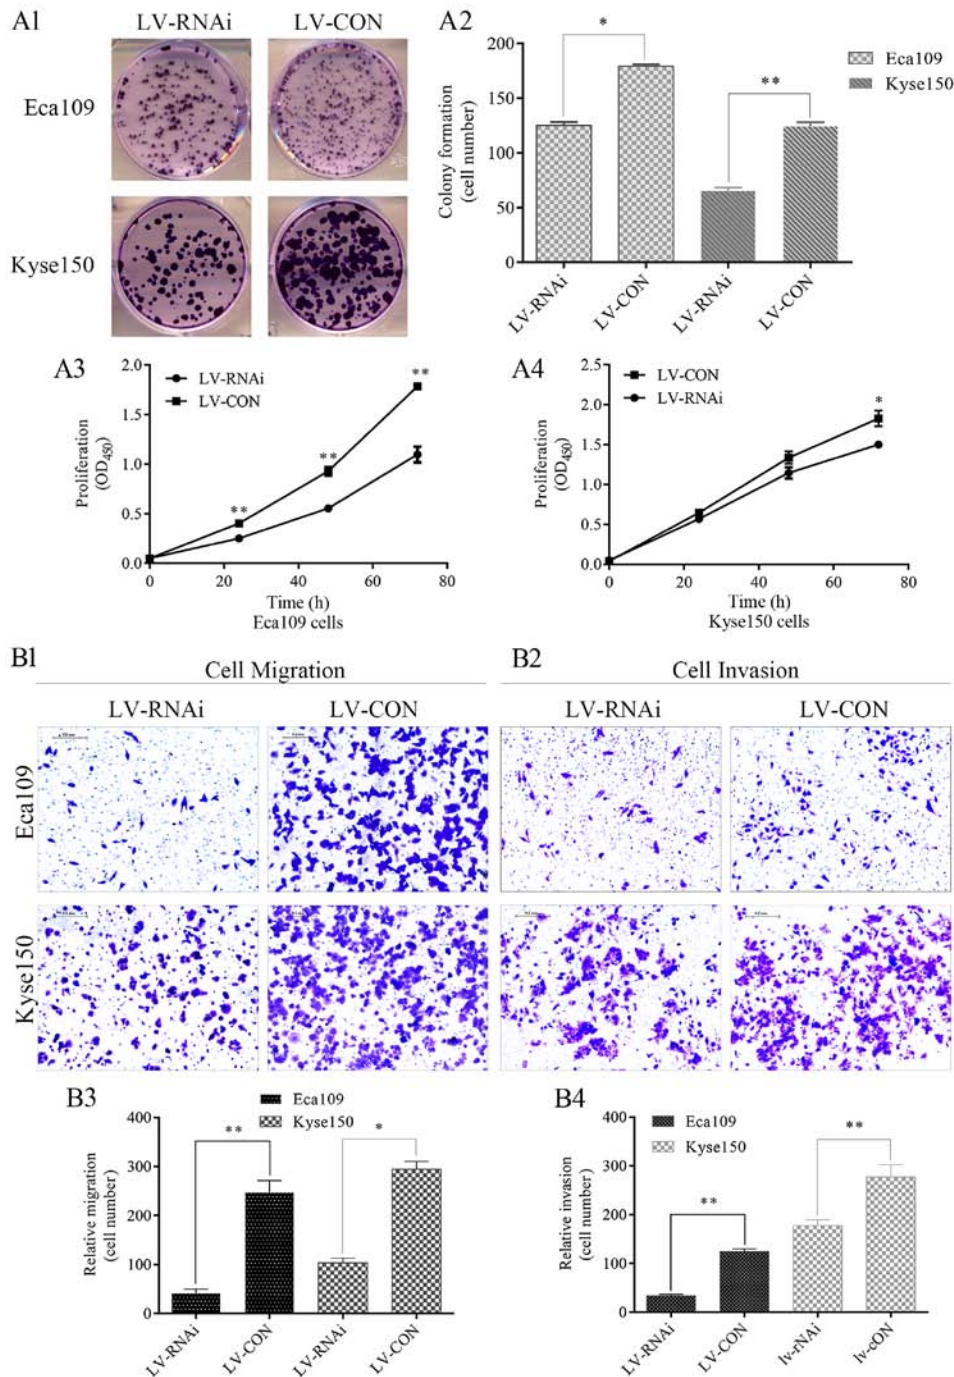 A1
LV-RNAi LV-CON
Eca109
Kyse150
A2
200
150
100
50
0
Colony formation
(cell number)
* **
Eca109
Kyse150
LV-RNAi LV-CON LV-RNAi LV-CON
A3
2.0
1.5
1.0
0.5
0.0
Proliferation
(OD450)
LV-RNAi
LV-CON
** ** **
0 20 40 60 80
Time (h)
Eca109 cells
A4
2.5
2.0
1.5
1.0
0.5
0.0
Proliferation
(OD450)
LV-CON
LV-RNAi
*
0 20 40 60 80
Time (h)
Kyse150 cells
B1
Cell Migration
B2
Cell Invasion
LV-RNAi LV-CON LV-RNAi LV-CON
Eca109
Kyse150
B3
400
300
200
100
0
Relative migration
(cell number)
Eca109
Kyse150
** *
LV-RNAi LV-CON LV-RNAi LV-CON
B4
400
300
200
100
0
Relative invasion
(cell number)
Eca109
Kyse150
** **
LV-RNAi LV-CON lv-rNAi lv-cON